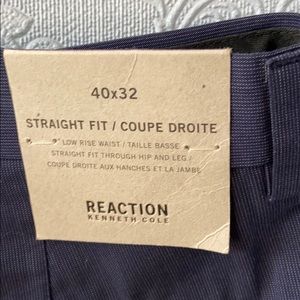 40x32
STRAIGHT FIT / COUPE DROITE
LOW RISE WAIST / TAILLE BASSE
STRAIGHT FIT THROUGH HIP AND LEG /
COUPE DROITE AUX HANCHES ET LA JAMBE
REACTION
KENNETH COLE